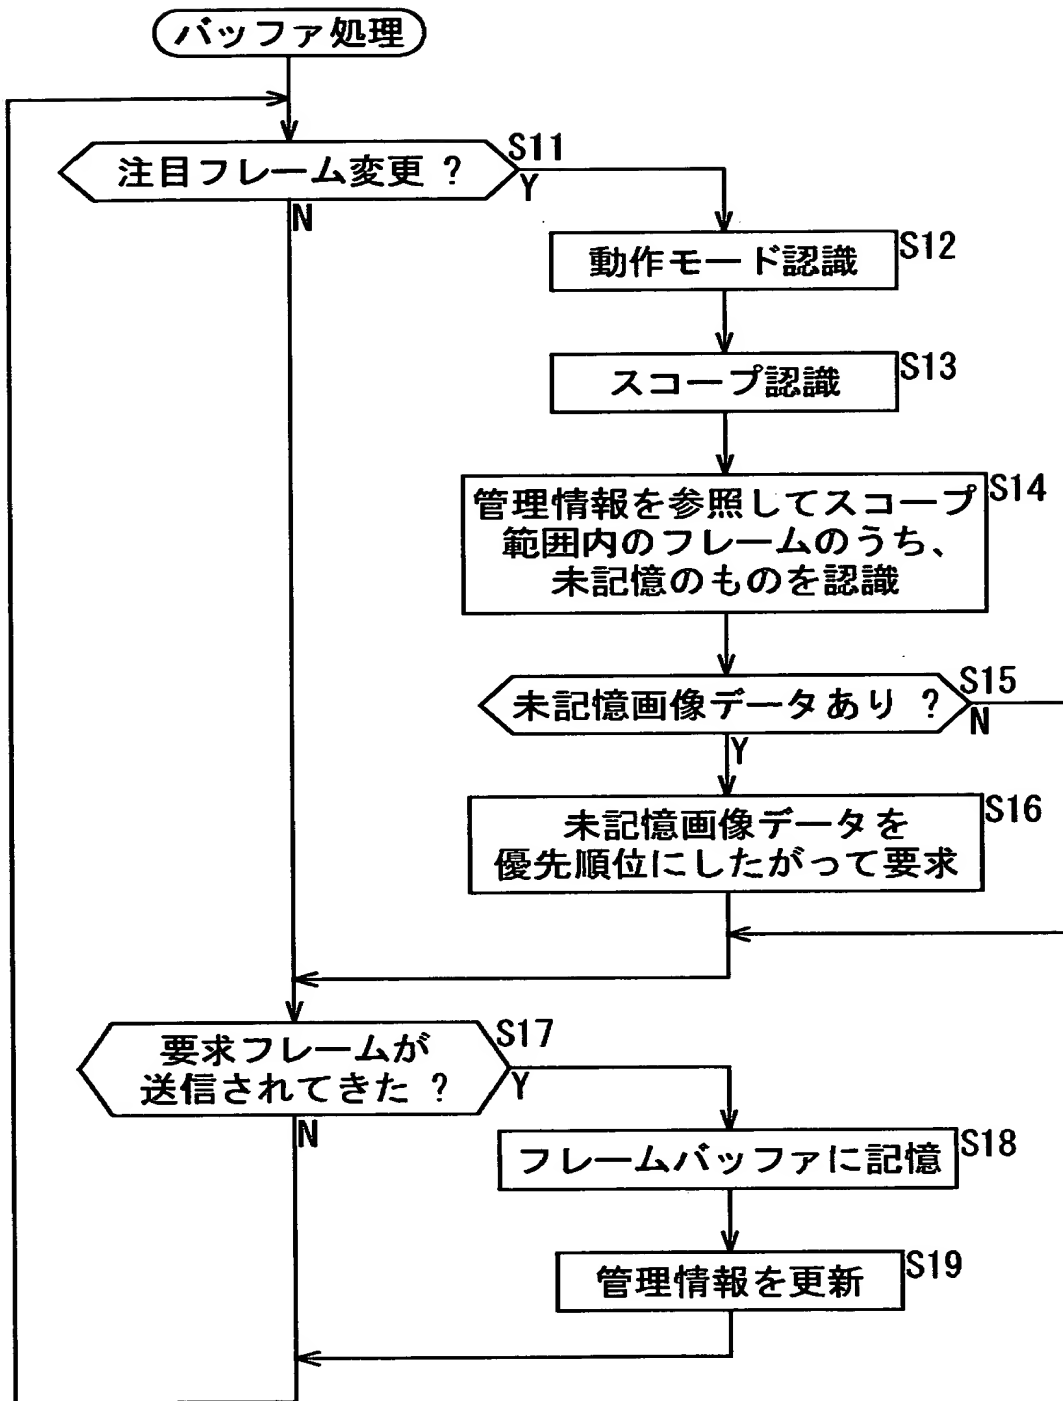 バッファ処理
注目フレーム変更 ?
S11
Y
N
動作モード認識
S12
スコープ認識
S13
管理情報を参照してスコープ
範囲内のフレームのうち、
未記憶のものを認識
S14
未記憶画像データあり ?
S15
N
Y
未記憶画像データを
優先順位にしたがって要求
S16
要求フレームが
送信されてきた ?
S17
Y
N
フレームバッファに記憶
S18
管理情報を更新
S19